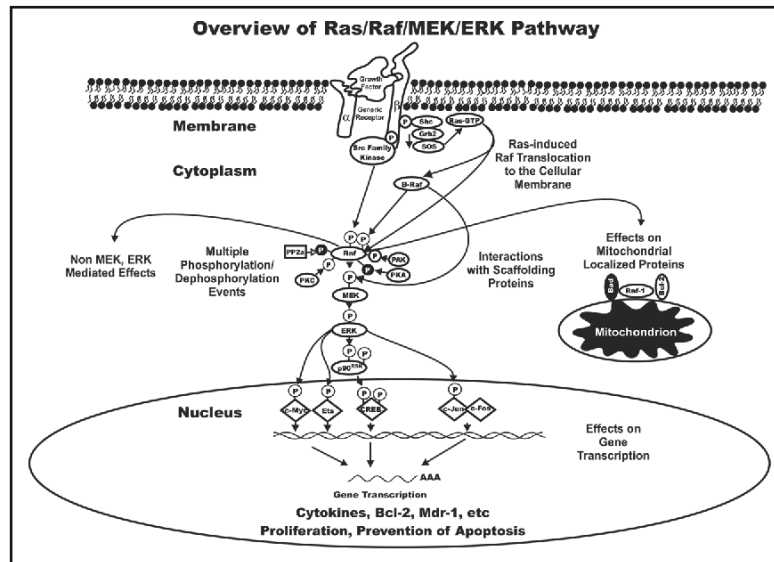 Overview of Ras/Raf/MEK/ERK Pathway
Growth
Factor
Generic
Receptor
α
β
Membrane
P
Shc
Grb2
SOS
Ras-GTP
P
Src Family
Kinase
Ras-induced
Raf Translocation
to the Cellular
Membrane
Cytoplasm
B-Raf
Non MEK, ERK
Mediated Effects
Multiple
Phosphorylation/
Dephosphorylation
Events
PP2a
P
P
P
Raf
P
PAK
PKC
P
P
PKA
Interactions
with Scaffolding
Proteins
Effects on
Mitochondrial
Localized Proteins
Bad
Raf-1
Bcl-2
Mitochondrion
P
MEK
P
ERK
P
P
p90RSK
Nucleus
P
P
P
P
P
c-Myc
Ets
CREB
c-Jun
c-Fos
Effects on
Gene
Transcription
AAA
Gene Transcription
Cytokines, Bcl-2, Mdr-1, etc
Proliferation, Prevention of Apoptosis